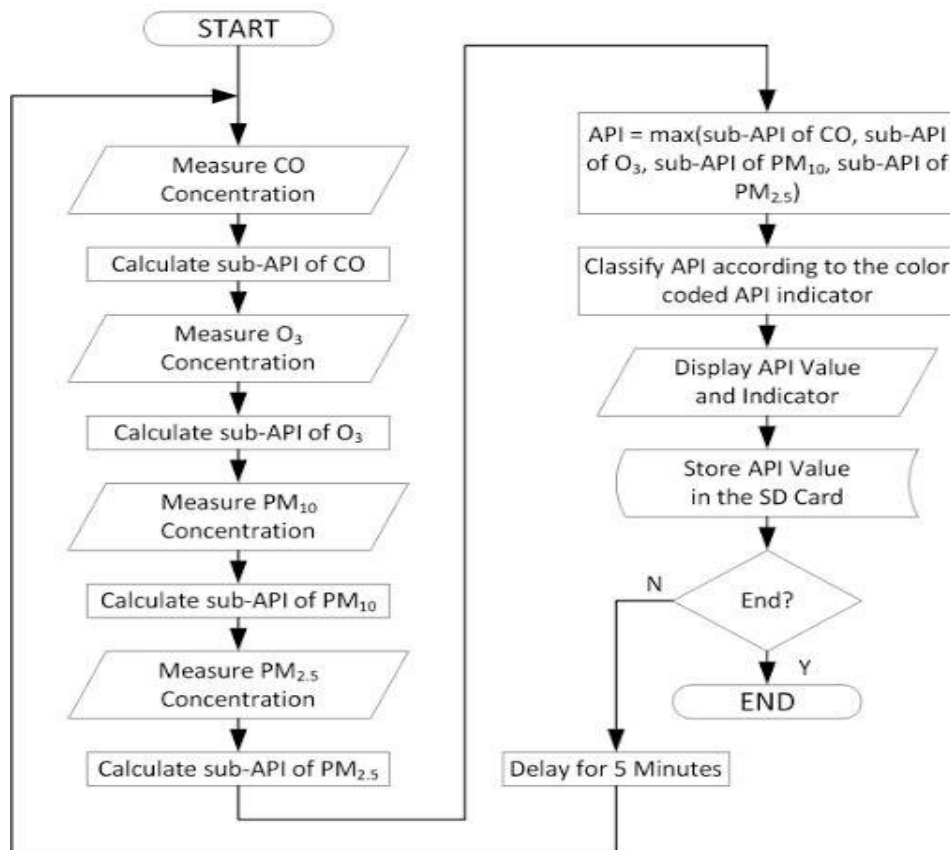 START
Measure CO
Concentration
Calculate sub-API of CO
Measure O₃
Concentration
Calculate sub-API of O₃
Measure PM₁₀
Concentration
Calculate sub-API of PM₁₀
Measure PM₂.₅
Concentration
Calculate sub-API of PM₂.₅
API = max(sub-API of CO, sub-API
of O₃, sub-API of PM₁₀, sub-API of
PM₂.₅)
Classify API according to the color
coded API indicator
Display API Value
and Indicator
Store API Value
in the SD Card
End?
N
Y
END
Delay for 5 Minutes